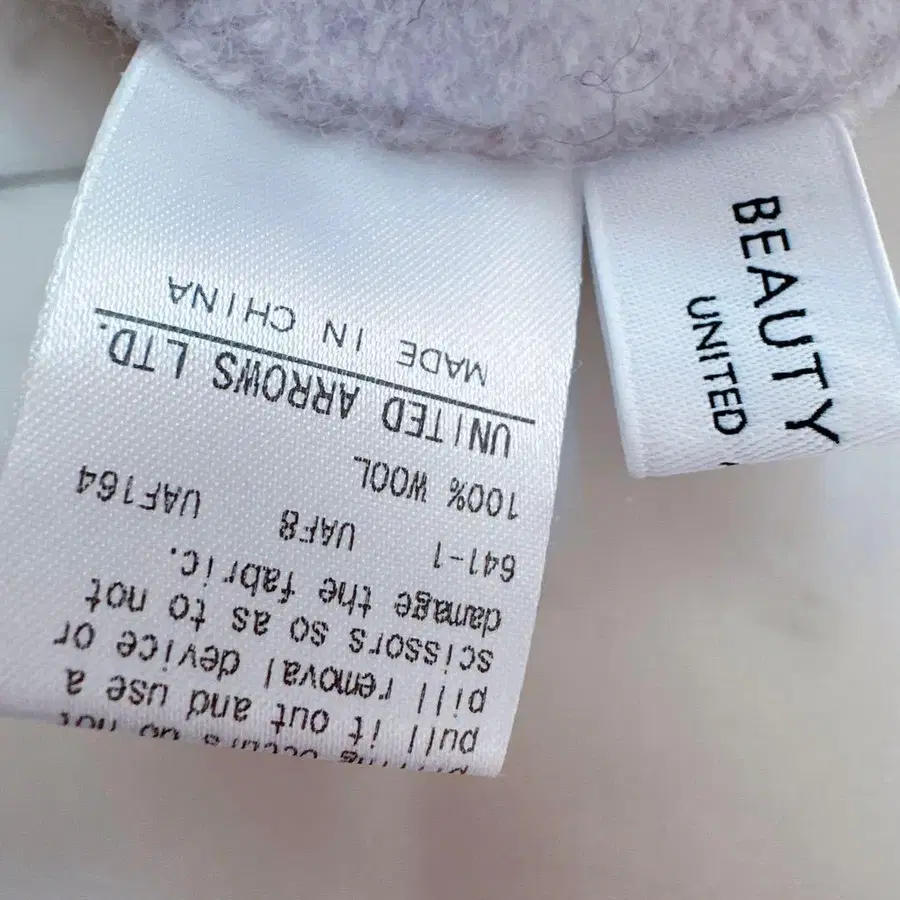 pull it out and use a
pill removal device or
scissors so as to not
damage the fabric.
641-1 UAF8 UAF164
100% WOOL
UNITED ARROWS LTD.
MADE IN CHINA
BEAUTY
UNITED